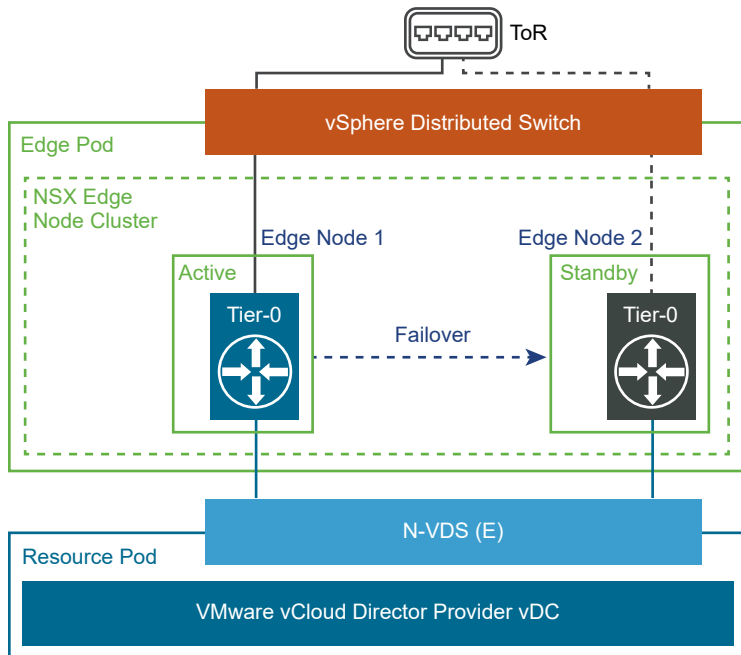 ToR
vSphere Distributed Switch
Edge Pod
NSX Edge
Node Cluster
Edge Node 1
Edge Node 2
Active
Standby
Tier-0
Tier-0
Failover
N-VDS (E)
Resource Pod
VMware vCloud Director Provider vDC